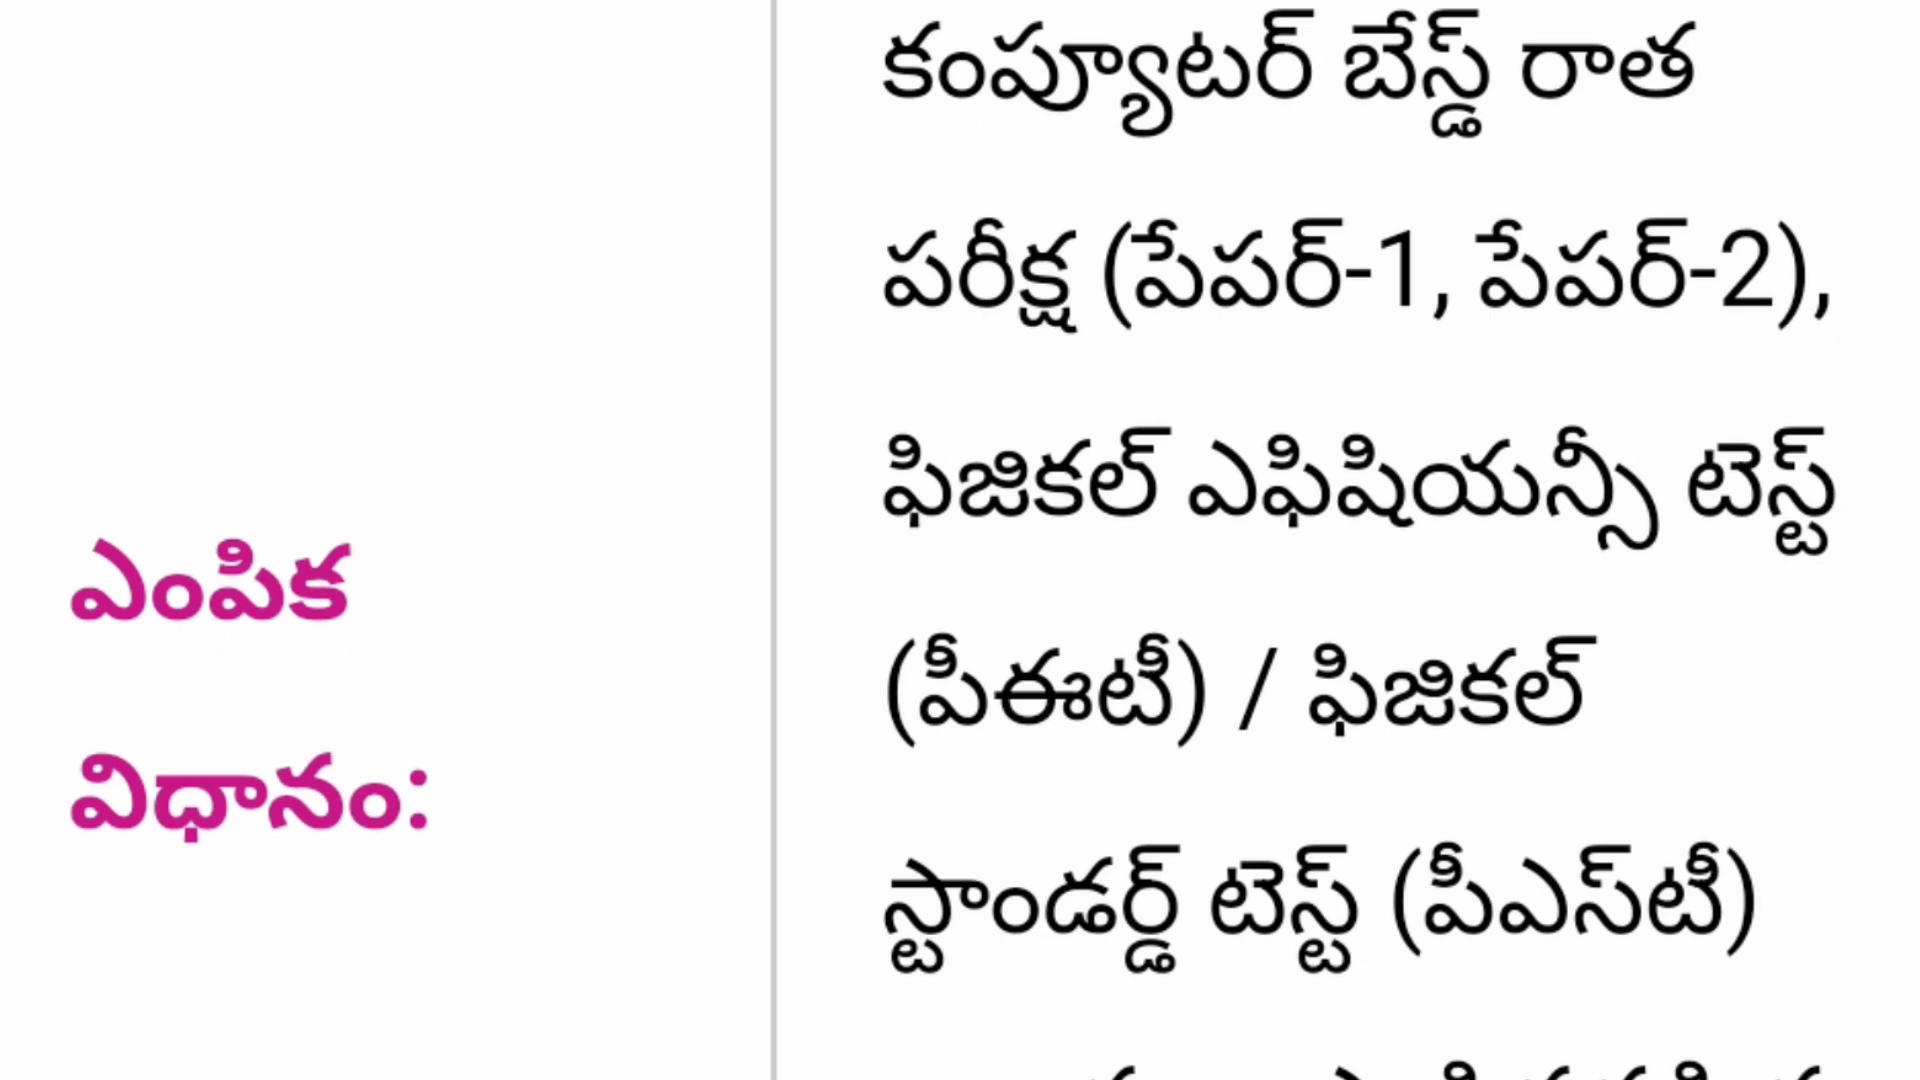 కంప్యూటర్ బేస్డ్ రాత
పరీక్ష (పేపర్-1, పేపర్-2),
ఫిజికల్ ఎఫిషియన్సీ టెస్ట్
ఎంపిక
(పీఈటీ) / ఫిజికల్
విధానం:
స్టాండర్డ్ టెస్ట్ (పీఎస్‌టీ)